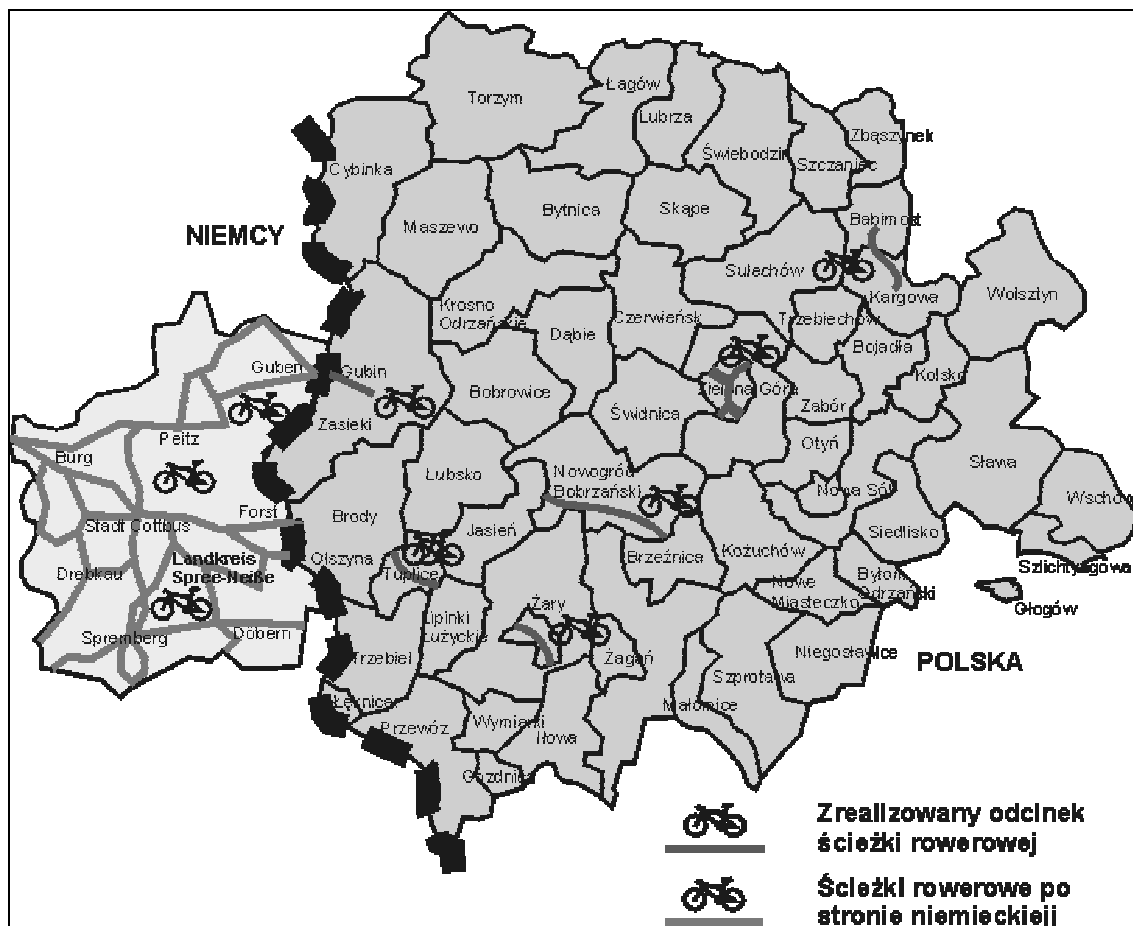 Torzym
Łagów
Lubrza
Świebodzin
Szczaniec
Zbąszynek
Cybinka
Maszewo
Bytnica
Skąpe
Babimost
NIEMCY
Sulechów
Kargowa
Wolsztyn
Krosno
Odrzańskie
Dąbie
Czerwieńsk
Trzebiechów
Bojadła
Kolsko
Guben
Gubin
Bobrowice
Zielona Góra
Zabór
Świdnica
Zasieki
Otyń
Sława
Peitz
Burg
Łubsko
Nowogród
Bobrzański
Nowa Sól
Wschowa
Forst
Brody
Stadt Cottbus
Jasień
Siedlisko
Olszyna
Tuplice
Brzeźnica
Kożuchów
Landkreis
Spree-Neiße
Drebkau
Nowe
Miasteczko
Bytom
Odrzański
Szlichtyngowa
Głogów
Żary
Lipinki
Łużyckie
Spremberg
Döbern
Trzebiel
Żagań
Niegosławice
POLSKA
Szprotawa
Małomice
Łęknica
Przewóz
Wymiarki
Iłowa
Gozdnica
Zrealizowany odcinek
ścieżki rowerowej
Ścieżki rowerowe po
stronie niemieckieji